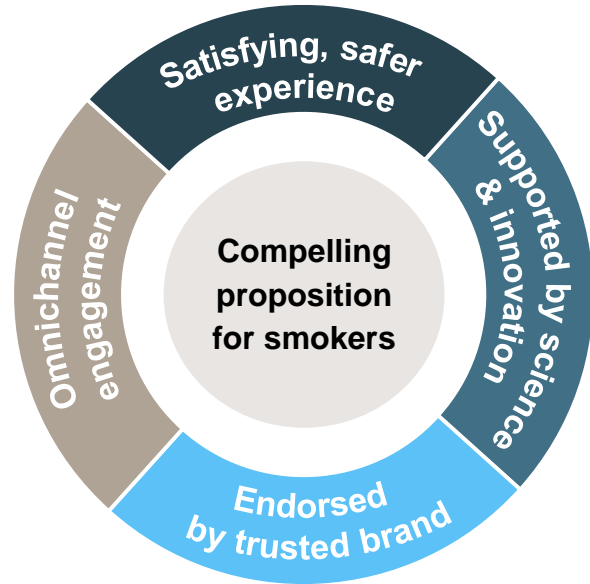 Satisfying, safer
experience
Supported by science
& innovation
Endorsed
by trusted brand
Omnichannel
engagement
Compelling
proposition
for smokers